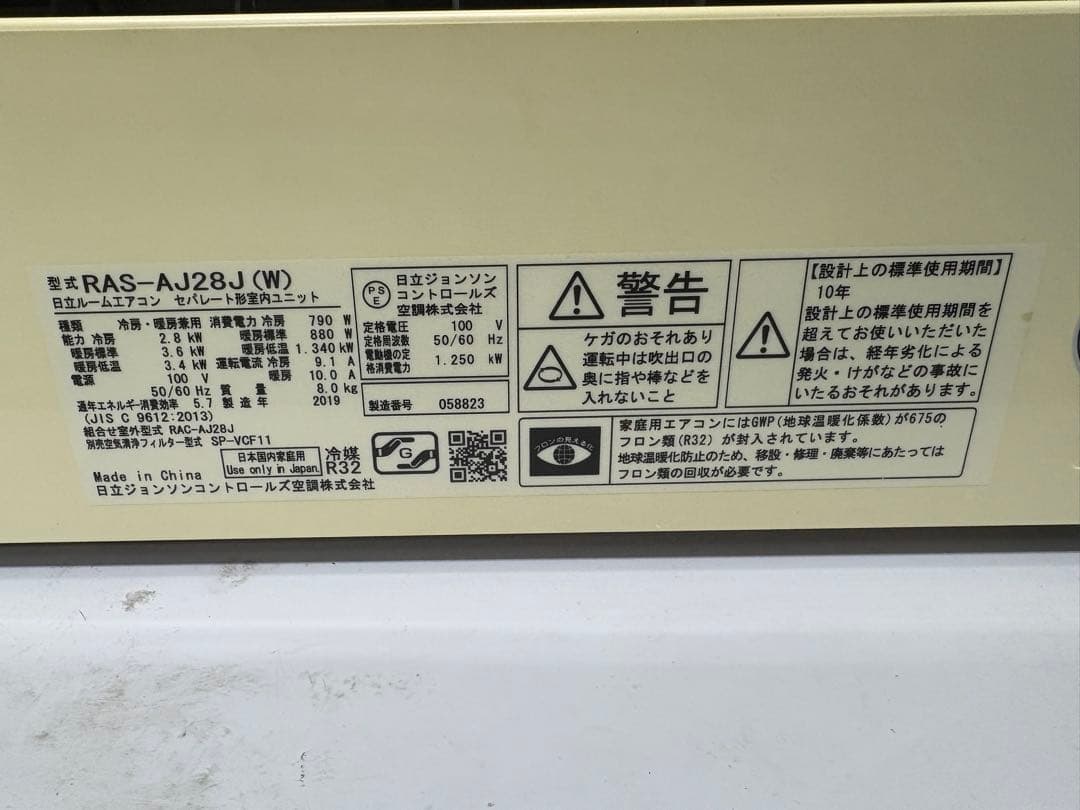 型式 RAS-AJ28J(W)
日立ルームエアコン セパレート形室内ユニット
種類 冷房・暖房兼用 消費電力 冷房 790 W
能力 冷房 2.8 kW 暖房標準 880 W
暖房標準 3.6 kW 暖房低温 1.340 kW
暖房低温 3.4 kW 運転電流 冷房 9.1 A
電源 100 V 暖房 10.0 A
50/60 Hz 質量 8.0 kg
通年エネルギー消費効率 5.7 製造年 2019
(JIS C 9612:2013)
組合せ室外型式 RAC-AJ28J
別売空気清浄フィルター型式 SP-VCF11
日本国内家庭用
Use only in Japan.
冷媒
R32
Made in China
日立ジョンソンコントロールズ空調株式会社
G
PS
E
日立ジョンソン
コントロールズ
空調株式会社
定格電圧 100 V
定格周波数 50/60 Hz
電動機の定
格消費電力 1.250 kW
製造番号 058823
警告
ケガのおそれあり
運転中は吹出口の
奥に指や棒などを
入れないこと
【設計上の標準使用期間】
10年
設計上の標準使用期間を
超えてお使いいただいた
場合は、経年劣化による
発火・けがなどの事故に
いたるおそれがあります。
フロンの見える化
家庭用エアコンにはGWP(地球温暖化係数)が675の
フロン類(R32)が封入されています。
地球温暖化防止のため、移設・修理・廃棄等にあたっては
フロン類の回収が必要です。